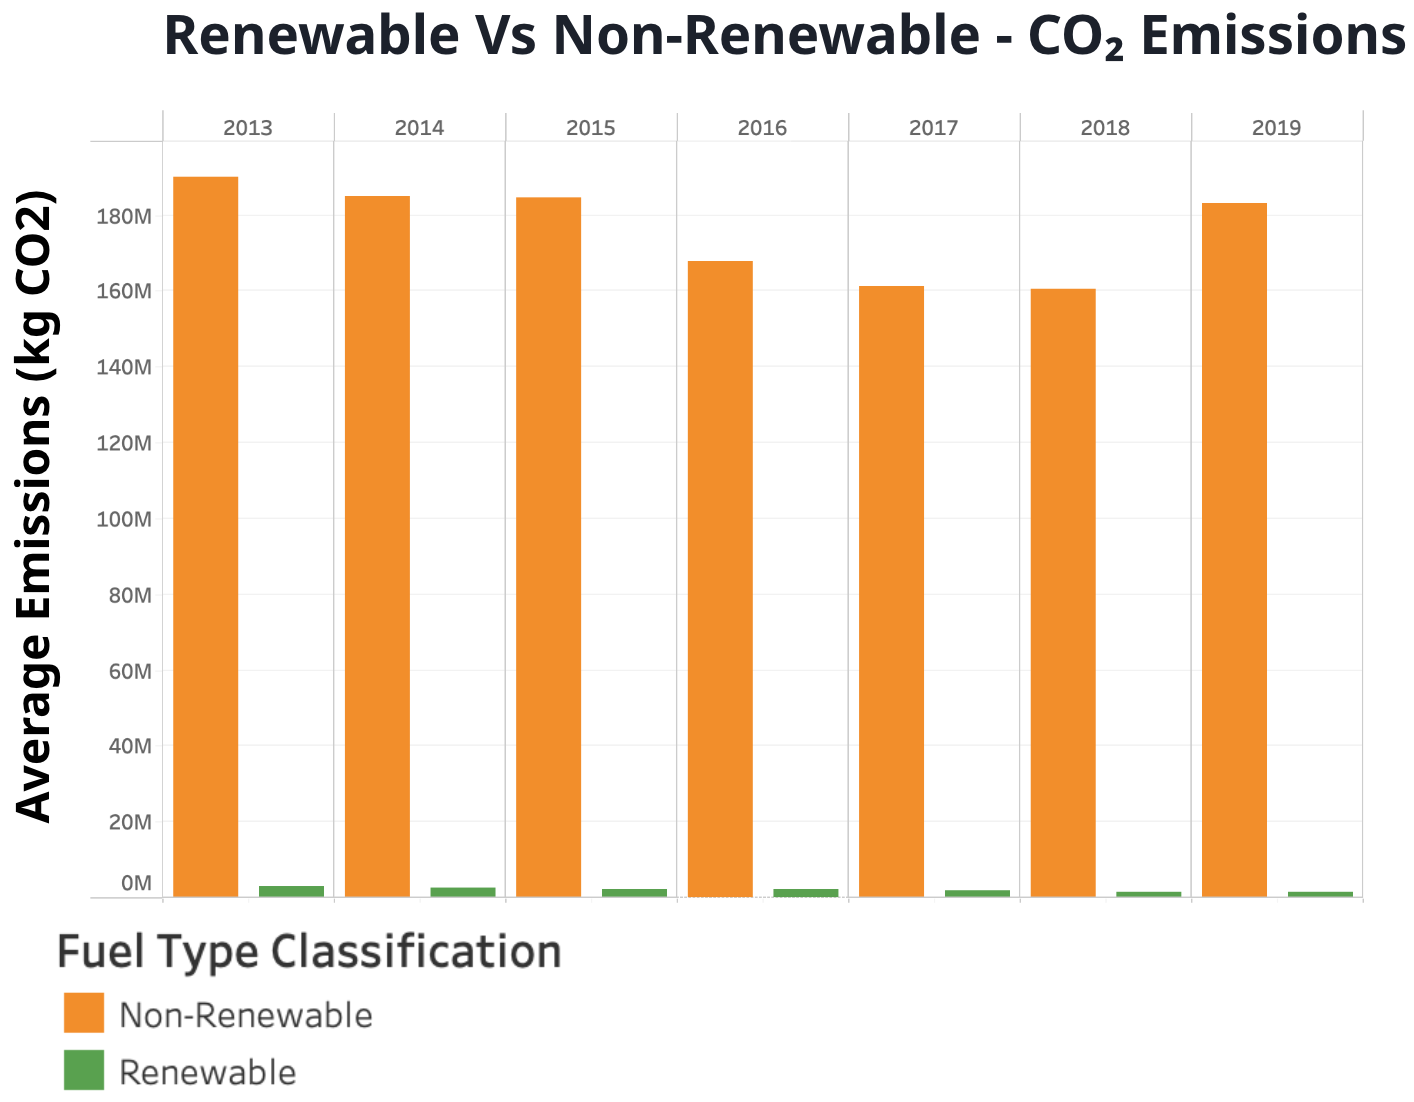 Renewable Vs Non-Renewable - CO₂ Emissions
2013 2014 2015 2016 2017 2018 2019
Average Emissions (kg CO2)
180M
160M
140M
120M
100M
80M
60M
40M
20M
0M
Fuel Type Classification
Non-Renewable
Renewable